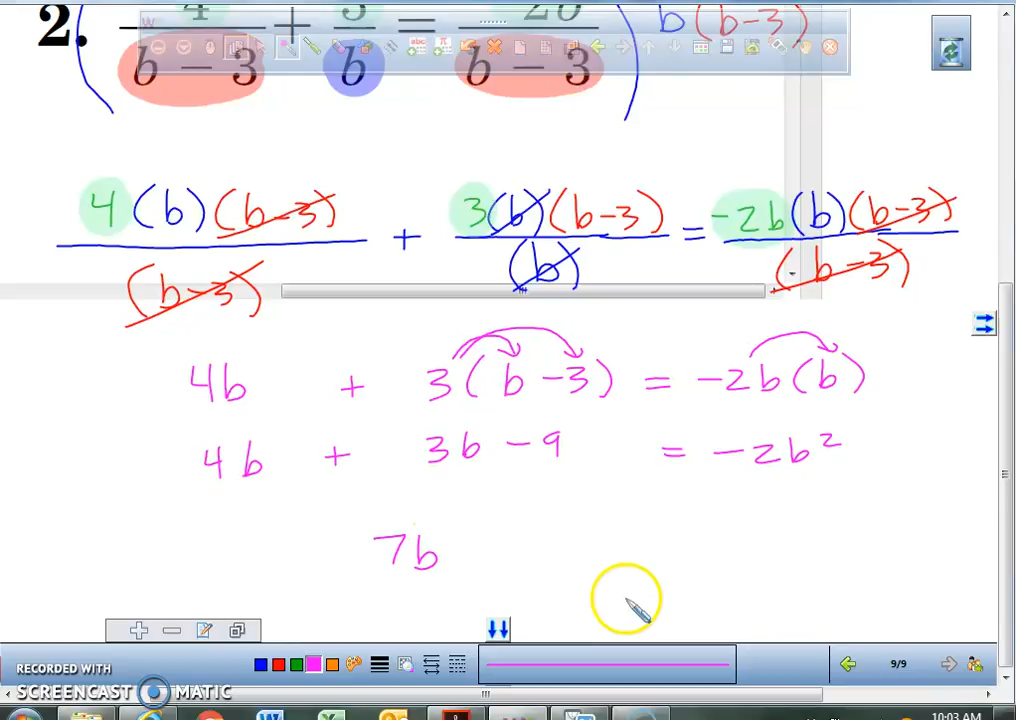 2. + = b(b-3)
b - 3 b b - 3
4(b)(b-3) + 3(b)(b-3) = -2b(b)(b-3)
(b-3) (b) (b-3)
4b + 3(b-3) = -2b(b)
4b + 3b - 9 = -2b²
7b
RECORDED WITH
SCREENCAST MATIC
9/9
10:03 AM